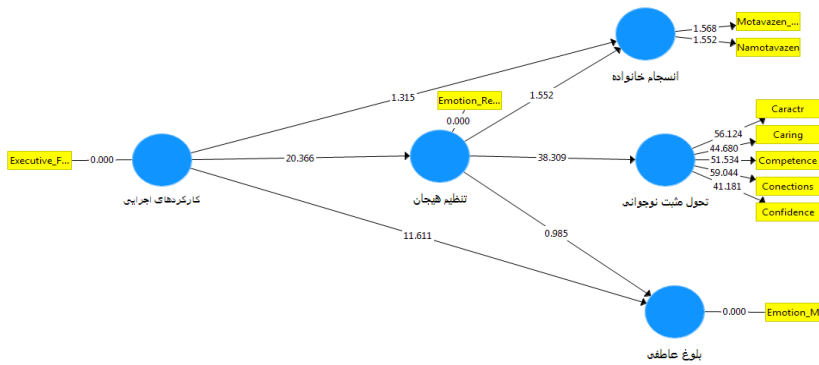 Motavazen_...
1.568
1.552
Namotavazen
انسجام خانواده
1.315
1.552
Emotion_Re...
0.000
Caractr
56.124
Caring
44.680
Executive_F...
0.000
20.366
38.309
51.534
Competence
59.044
Conections
41.181
Confidence
کارکردهای اجرایی
تنظیم هیجان
تحول مثبت نوجوانی
11.611
0.985
0.000
Emotion_M
بلوغ عاطفی